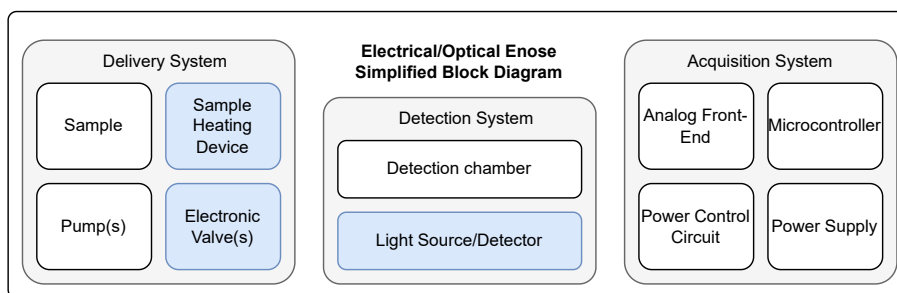 Delivery System
Sample
Sample
Heating
Device
Pump(s)
Electronic
Valve(s)
Electrical/Optical Enose
Simplified Block Diagram
Detection System
Detection chamber
Light Source/Detector
Acquisition System
Analog Front-
End
Microcontroller
Power Control
Circuit
Power Supply